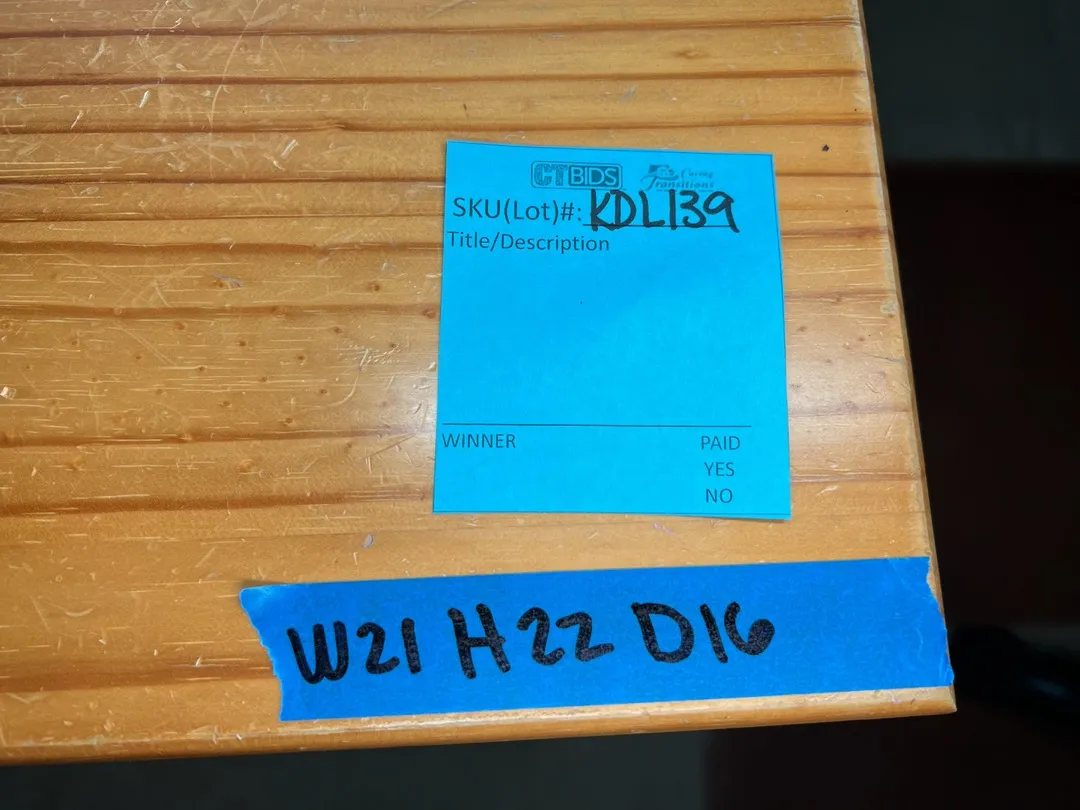 CTBIDS Caring Transitions
SKU(Lot)#: KDL139
Title/Description
WINNER PAID
YES
NO
W21 H22 D16